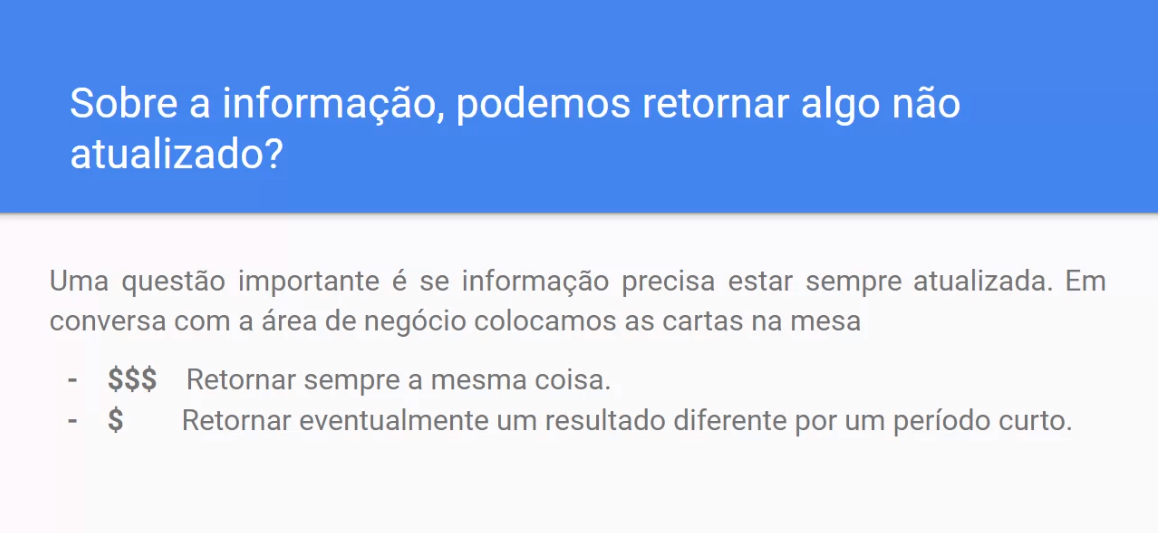 Sobre a informação, podemos retornar algo não
atualizado?
Uma questão importante é se informação precisa estar sempre atualizada. Em
conversa com a área de negócio colocamos as cartas na mesa
- $$$ Retornar sempre a mesma coisa.
- $ Retornar eventualmente um resultado diferente por um período curto.